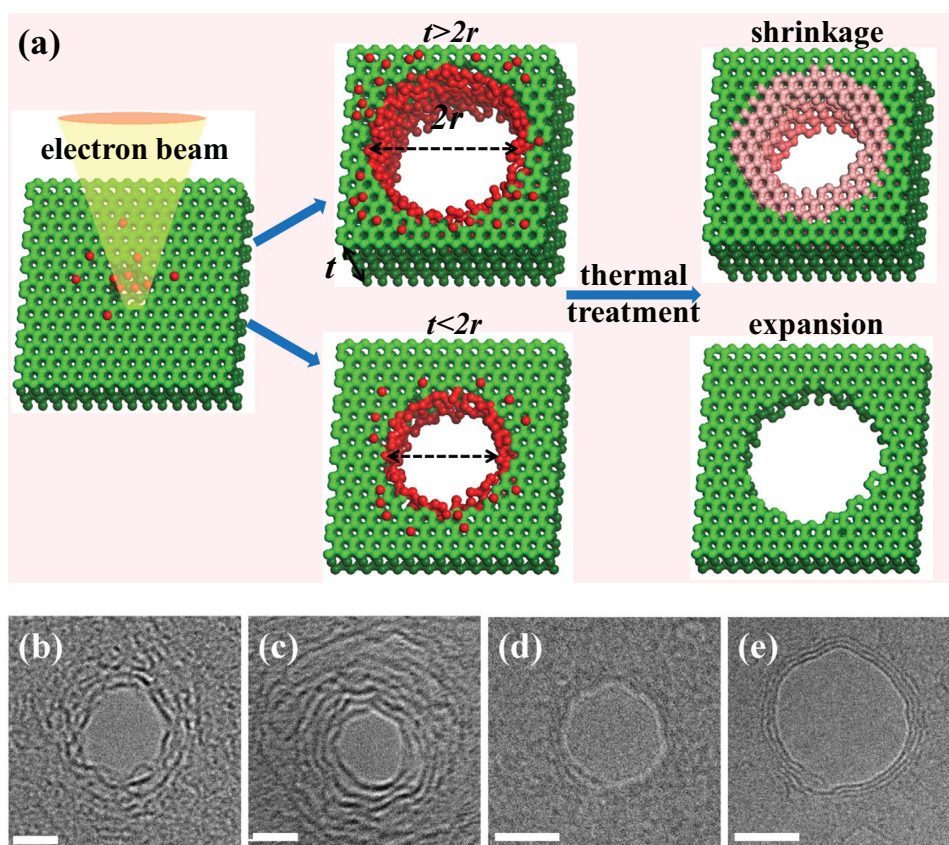 (a)
t>2r
shrinkage
electron beam
2r
t
thermal
treatment
t<2r
expansion
(b)
(c)
(d)
(e)